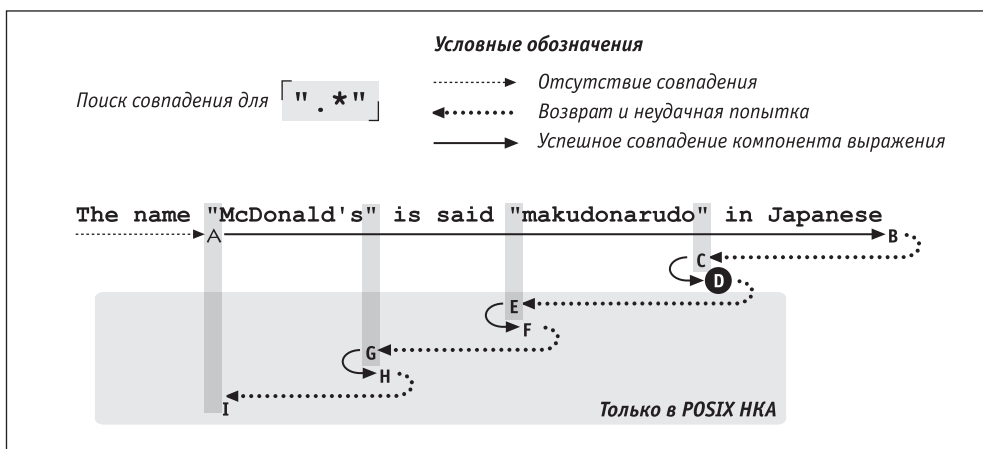 Условные обозначения
Отсутствие совпадения
Поиск совпадения для ".*"
Возврат и неудачная попытка
Успешное совпадение компонента выражения
The name "McDonald's" is said "makudonarudo" in Japanese
A B
C
D
E
F
G
H
I
Только в POSIX НКА